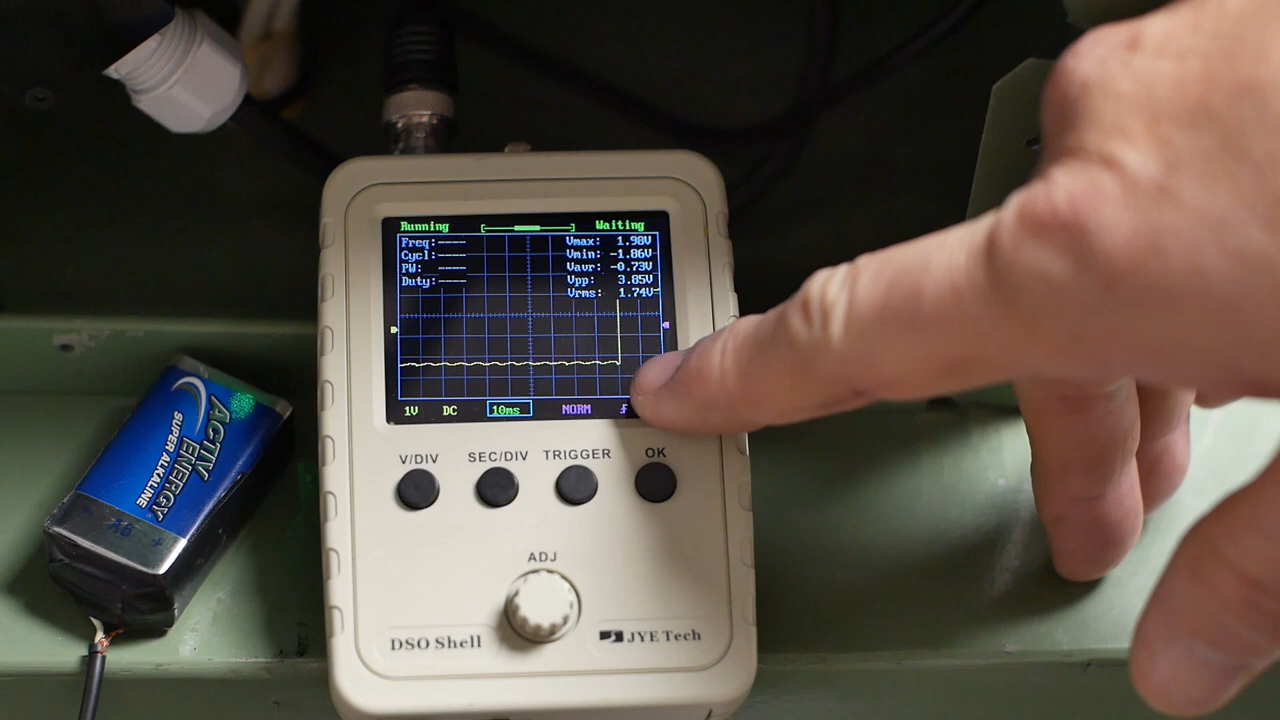 Running Waiting
Freq:---- Vmax: 1.98V
Cycl:---- Vmin: -1.86V
PW: ---- Vavr: -0.73V
Duty:---- Vpp: 3.85V
Vrms: 1.74V
1V DC 10ms NORM
V/DIV SEC/DIV TRIGGER OK
ADJ
DSO Shell JYE Tech
ACTIV
ENERGY
SUPER ALKALINE
9V